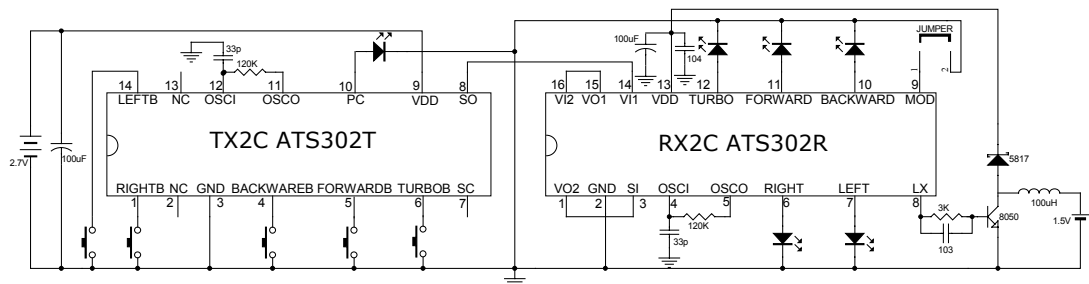 33p
120K
100uF
104
JUMPER
1
2
14
13
12
11
10
9
8
16
15
14
13
12
11
10
9
LEFTB
NC
OSCI
OSCO
PC
VDD
SO
VI2
VO1
VI1
VDD
TURBO
FORWARD
BACKWARD
MOD
2.7V
100uF
TX2C ATS302T
RX2C ATS302R
5817
RIGHTB
NC
GND
BACKWAREB
FORWARDB
TURBOB
SC
VO2
GND
SI
OSCI
OSCO
RIGHT
LEFT
LX
1
2
3
4
5
6
7
1
2
3
4
5
6
7
8
100uH
3K
8050
1.5V
120K
33p
103